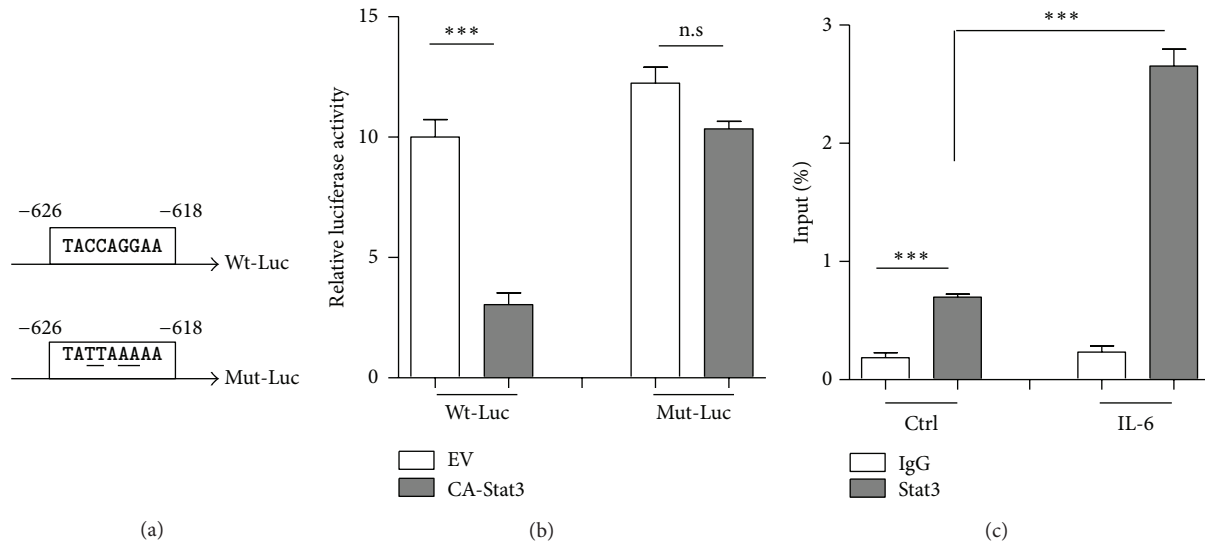 −626
−618
TACCAGGAA
Wt-Luc
−626
−618
TATTAAAAA
Mut-Luc
(a)
Relative luciferase activity
15
10
5
0
***
n.s
Wt-Luc
Mut-Luc
EV
CA-Stat3
(b)
Input (%)
3
2
1
0
***
***
Ctrl
IL-6
IgG
Stat3
(c)